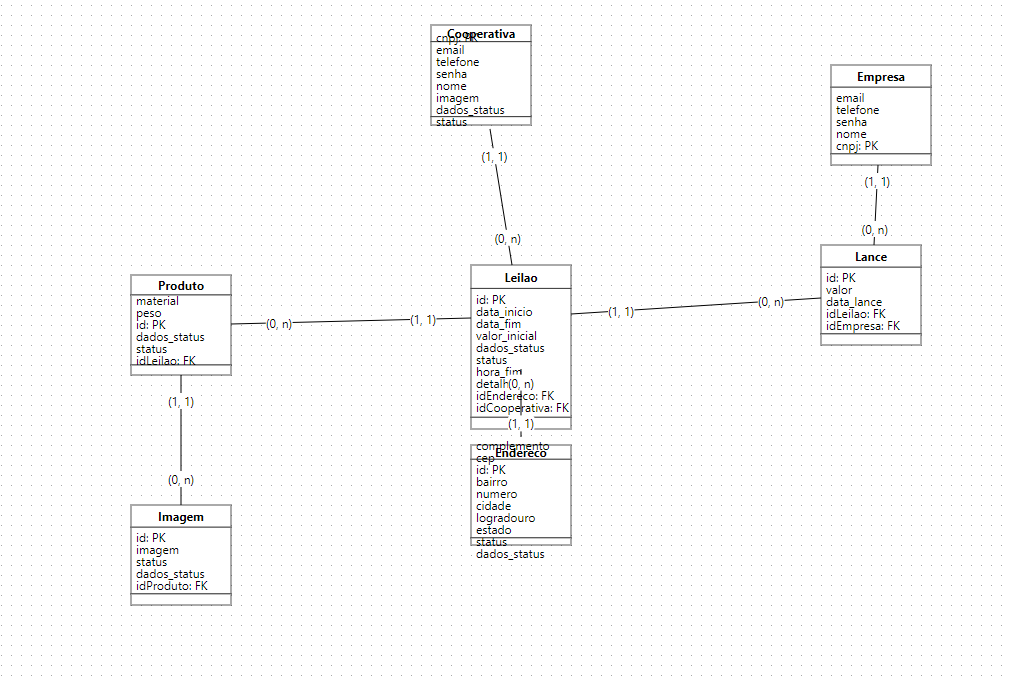 Cooperativa
cnpj: PK
email
telefone
senha
nome
imagem
dados_status
status
(1, 1)
(0, n)
Empresa
email
telefone
senha
nome
cnpj: PK
(1, 1)
(0, n)
Lance
id: PK
valor
data_lance
idLeilao: FK
idEmpresa: FK
Leilao
id: PK
data_inicio
data_fim
valor_inicial
dados_status
status
hora_fim
detalh(0, n)
idEndereco: FK
idCooperativa: FK
(1, 1)
(1, 1)
(0, n)
Produto
material
peso
id: PK
dados_status
status
idLeilao: FK
(0, n)
(1, 1)
(1, 1)
(0, n)
Imagem
id: PK
imagem
status
dados_status
idProduto: FK
Endereco
complemento
cep
id: PK
bairro
numero
cidade
logradouro
estado
status
dados_status